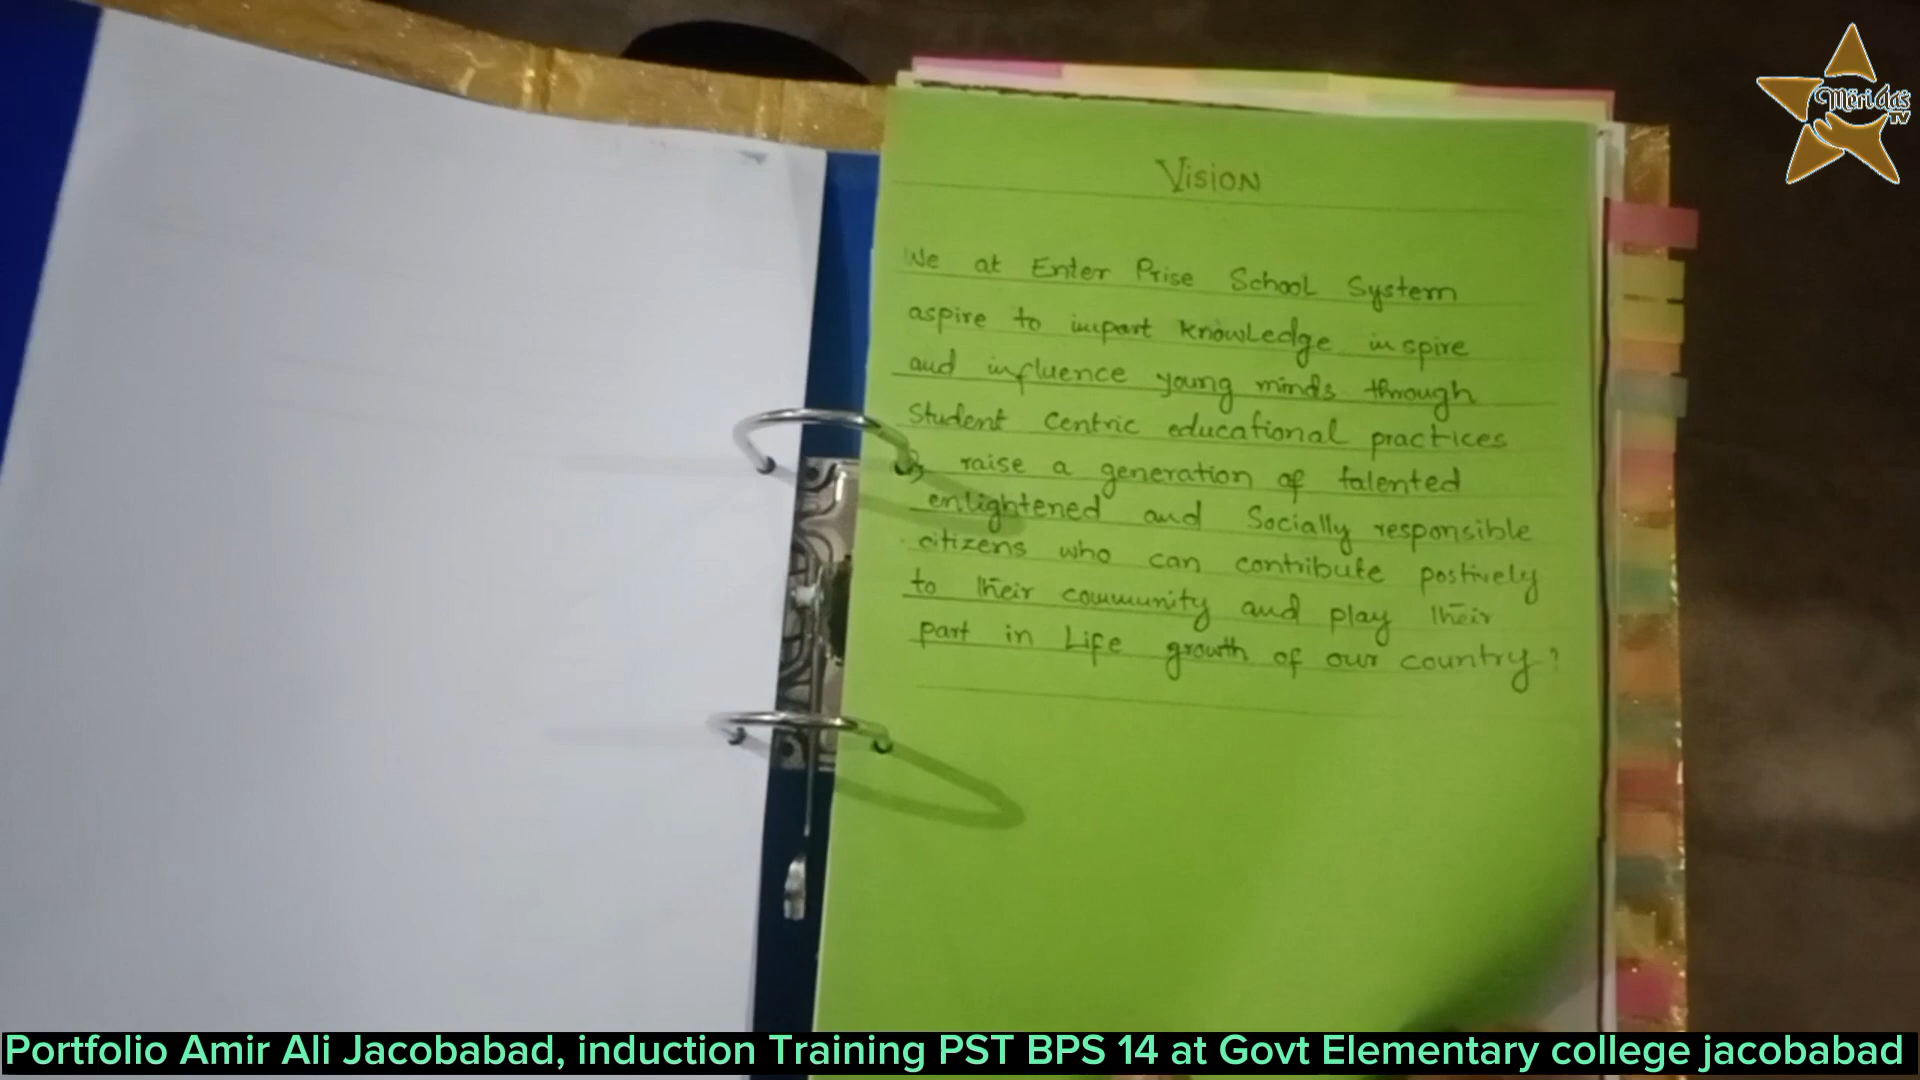 Mëri das
TV
Vision
We at Enter Prise School System
aspire to impart knowledge inspire
and influence young minds through
Student Centric educational practices
& raise a generation of talented
enlightened and Socially responsible
citizens who can contribute postively
to their community and play their
part in Life growth of our country
Portfolio Amir Ali Jacobabad, induction Training PST BPS 14 at Govt Elementary college jacobabad